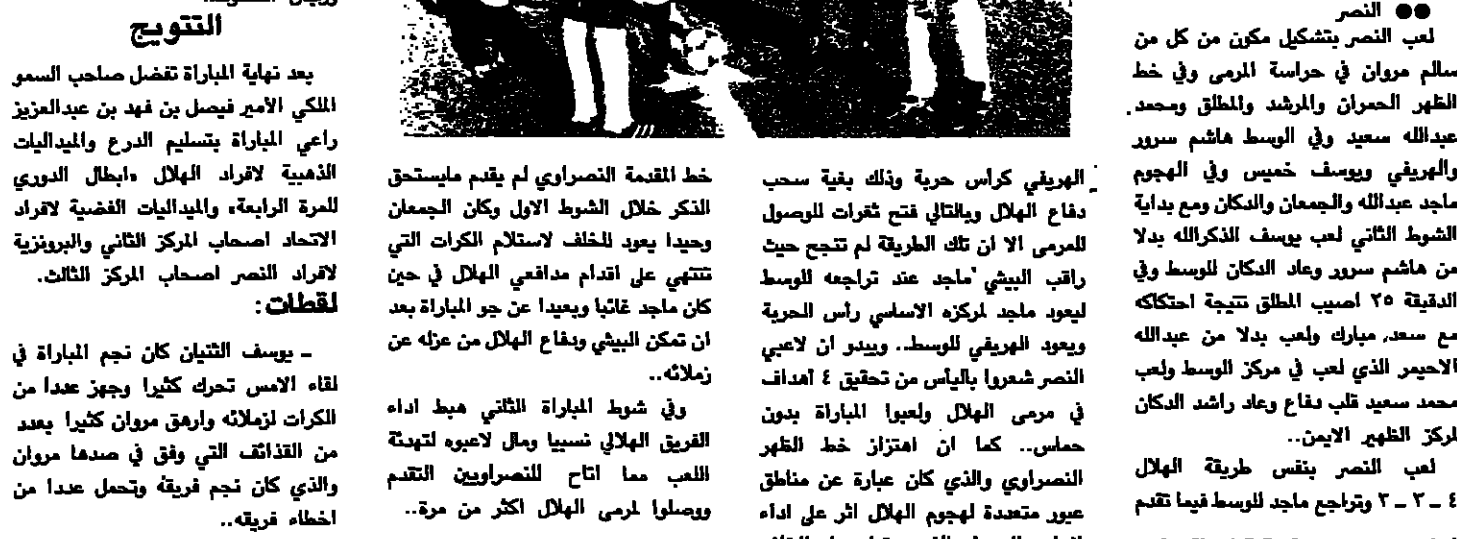 ●● النصر
لعب النصر بتشكيل مكون من كل من
سالم مروان في حراسة المرمى وفي خط
الظهر الحمران والمرشد والمطلق ومحمد
عبدالله سعيد وفي الوسط هاشم سرور
والهريفي ويوسف خميس وفي الهجوم
ماجد عبدالله والجمعان والدكان ومع بداية
الشوط الثاني لعب يوسف الذكرالله بدلا
من هاشم سرور وعاد الدكان للوسط وفي
الدقيقة ٢٥ اصيب المطلق نتيجة احتكاكه
مع سعد مبارك ولعب بدلا من عبدالله
الاحيمر الذي لعب في مركز الوسط ولعب
محمد سعيد قلب دفاع وعاد راشد الدكان
لمركز الظهير الايمن..
لعب النصر بنفس طريقة الهلال
٤ ــ ٣ ــ ٣ وتراجع ماجد للوسط فيما تقدم
الهريفي كرأس حربة وذلك بغية سحب
دفاع الهلال وبالتالي فتح ثغرات للوصول
للمرمى الا ان تلك الطريقة لم تنجح حيث
راقب البيشي ماجد عند تراجعه للوسط
ليعود ماجد لمركزه الاساسي رأس الحربة
ويعود الهريفي للوسط.. ويبدو ان لاعبي
النصر شعروا باليأس من تحقيق ٤ أهداف
في مرمى الهلال ولعبوا المباراة بدون
حماس.. كما ان اهتزاز خط الظهر
النصراوي والذي كان عبارة عن مناطق
عبور متعددة لهجوم الهلال اثر على اداء
خط المقدمة النصراوي لم يقدم مايستحق
الذكر خلال الشوط الاول وكان الجمعان
وحيدا يعود للخلف لاستلام الكرات التي
تنتهي على اقدام مدافعي الهلال في حين
كان ماجد غائبا وبعيدا عن جو المباراة بعد
ان تمكن البيشي ودفاع الهلال من عزله عن
زملائه..
وفي شوط المباراة الثاني هبط اداء
الفريق الهلالي نسبيا ومال لاعبوه لتهدئة
اللعب مما اتاح للنصراويين التقدم
ووصلوا لمرمى الهلال اكثر من مرة..
التتويج
بعد نهاية المباراة تفضل صاحب السمو
الملكي الأمير فيصل بن فهد بن عبدالعزيز
راعي المباراة بتسليم الدرع والميداليات
الذهبية لافراد الهلال «ابطال الدوري
للمرة الرابعة» والميداليات الفضية لافراد
الاتحاد اصحاب المركز الثاني والبرونزية
لافراد النصر اصحاب المركز الثالث.
لقطات:
ــ يوسف الثنيان كان نجم المباراة في
لقاء الامس تحرك كثيرا وجهز عددا من
الكرات لزملائه وارهق مروان كثيرا بعدد
من القذائف التي وفق في صدها مروان
والذي كان نجم فريقه وتحمل عددا من
اخطاء فريقه..